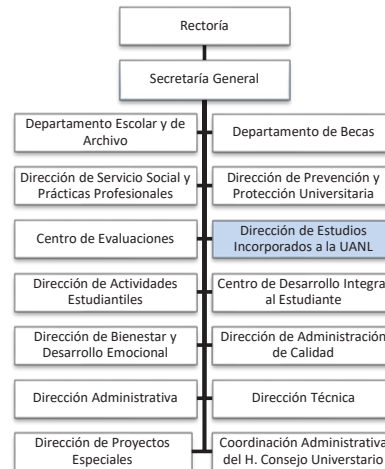 Rectoría
Secretaría General
Departamento Escolar y de
Archivo
Departamento de Becas
Dirección de Servicio Social y
Prácticas Profesionales
Dirección de Prevención y
Protección Universitaria
Centro de Evaluaciones
Dirección de Estudios
Incorporados a la UANL
Dirección de Actividades
Estudiantiles
Centro de Desarrollo Integral
al Estudiante
Dirección de Bienestar y
Desarrollo Emocional
Dirección de Administración
de Calidad
Dirección Administrativa
Dirección Técnica
Dirección de Proyectos
Especiales
Coordinación Administrativa
del H. Consejo Universtario